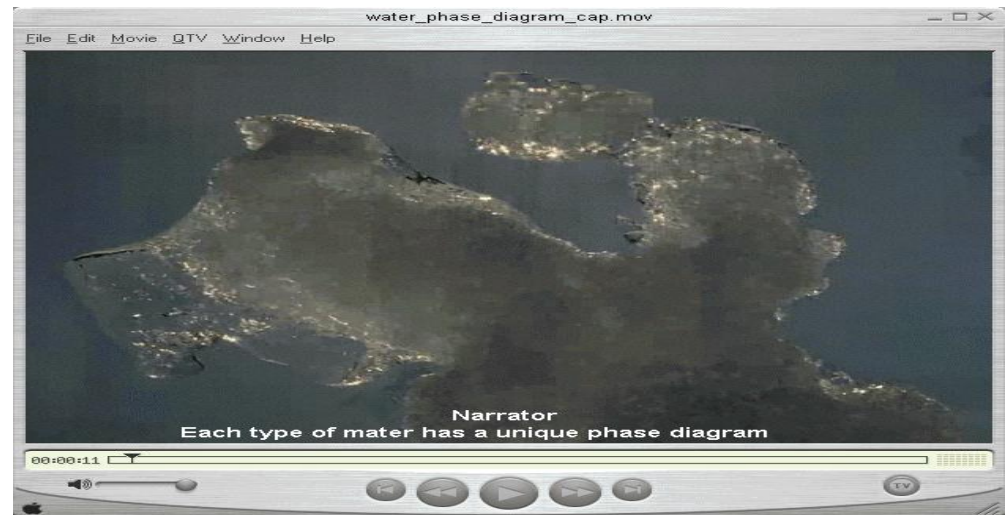 water_phase_diagram_cap.mov
File Edit Movie QTV Window Help
Narrator
Each type of mater has a unique phase diagram
00:00:11
TV